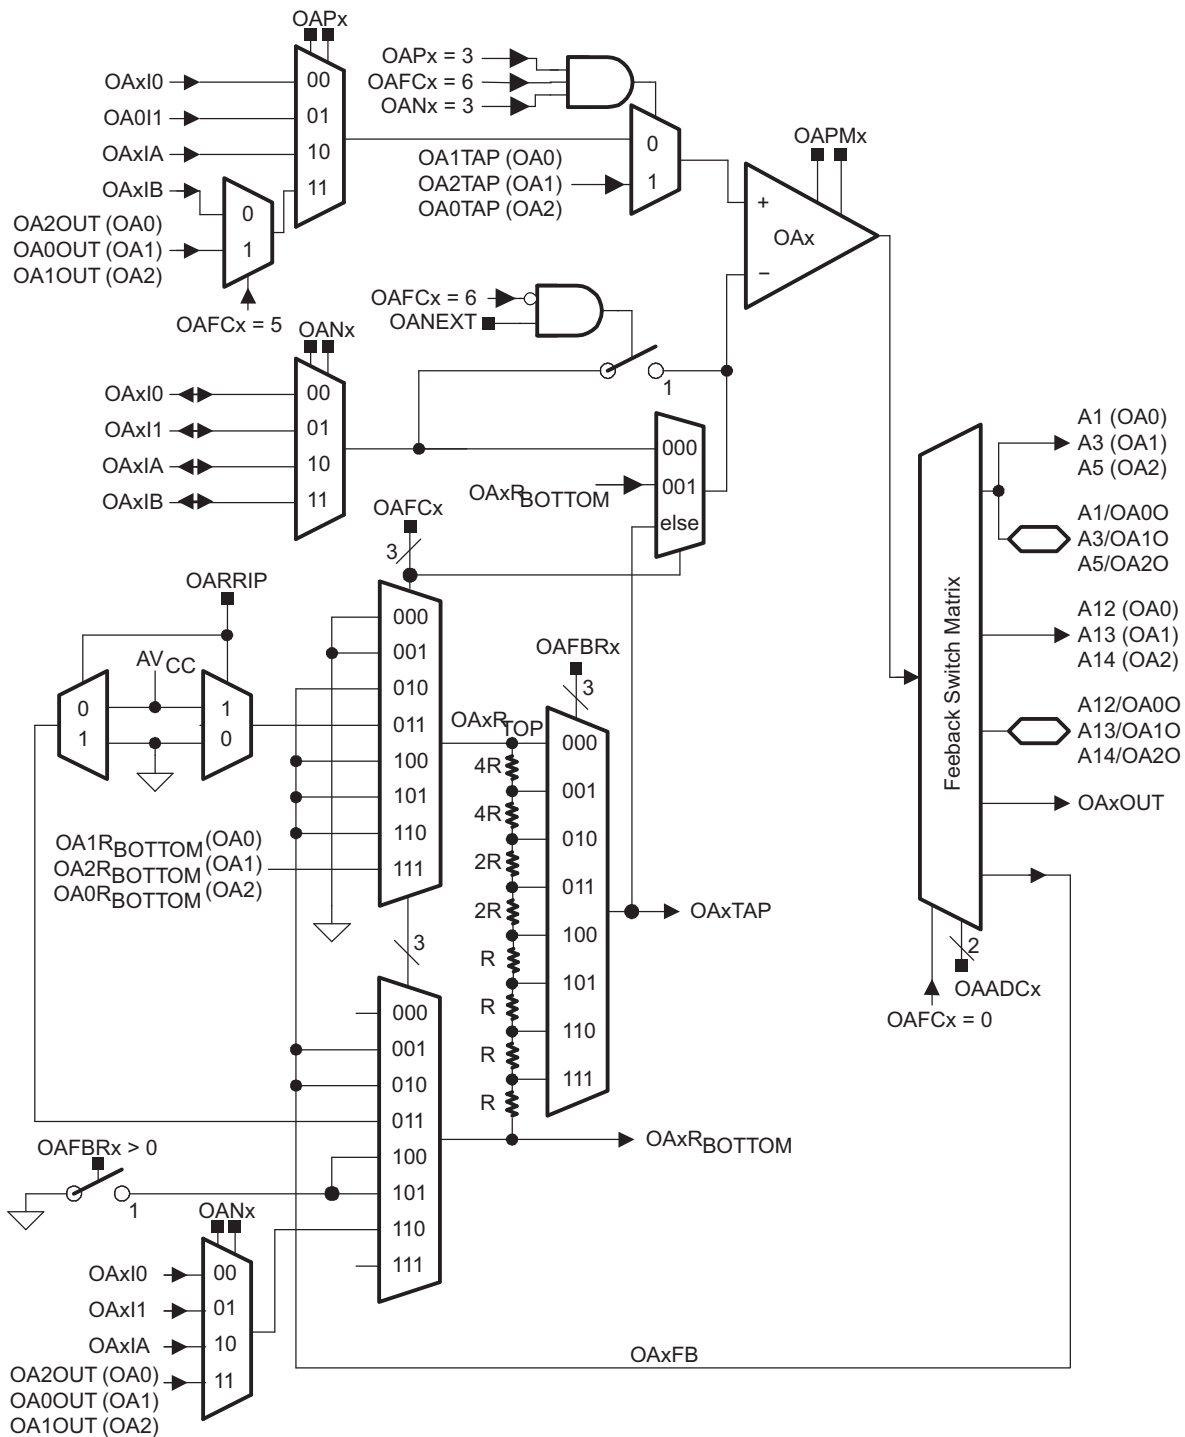 OAPx
OAxI0
00
OA0I1
01
OAxIA
10
OAxIB
11
0
1
OA2OUT (OA0)
OA0OUT (OA1)
OA1OUT (OA2)
OAFCx = 5
OAPx = 3
OAFCx = 6
OANx = 3
OA1TAP (OA0)
OA2TAP (OA1)
OA0TAP (OA2)
0
1
OAPMx
+
OAx
−
OAFCx = 6
OANEXT
1
OANx
OAxI0
00
OAxI1
01
OAxIA
10
OAxIB
11
000
OAxRBOTTOM
001
else
OAFCx
3
OARRIP
AVCC
0
1
1
0
000
001
010
011
100
101
110
111
OA1RBOTTOM (OA0)
OA2RBOTTOM (OA1)
OA0RBOTTOM (OA2)
3
OAxRTOP
4R
4R
2R
2R
R
R
R
R
OAFBRx
3
000
001
010
011
100
101
110
111
OAxTAP
OAxRBOTTOM
000
001
010
011
100
101
110
111
OAFBRx > 0
1
OANx
OAxI0
00
OAxI1
01
OAxIA
10
OA2OUT (OA0)
OA0OUT (OA1)
OA1OUT (OA2)
11
OAxFB
Feeback Switch Matrix
A1 (OA0)
A3 (OA1)
A5 (OA2)
A1/OA0O
A3/OA1O
A5/OA2O
A12 (OA0)
A13 (OA1)
A14 (OA2)
A12/OA0O
A13/OA1O
A14/OA2O
OAxOUT
2
OAADCx
OAFCx = 0